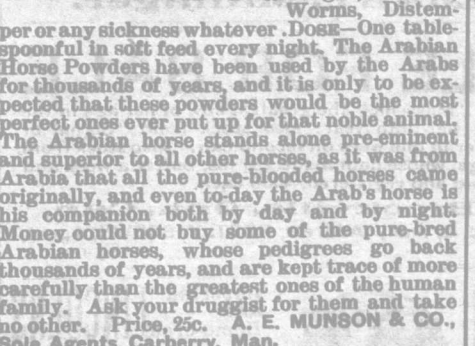 Worms, Distem-
per or any sickness whatever .DOSE—One table-
spoonful in soft feed every night. The Arabian
Horse Powders have been used by the Arabs
for thousands of years, and it is only to be ex-
pected that these powders would be the most
perfect ones ever put up for that noble animal.
The Arabian horse stands alone pre-eminent
and superior to all other horses, as it was from
Arabia that all the pure-blooded horses came
originally, and even to-day the Arab's horse is
his companion both by day and by night.
Money could not buy some of the pure-bred
Arabian horses, whose pedigrees go back
thousands of years, and are kept trace of more
carefully than the greatest ones of the human
family. Ask your druggist for them and take
no other. Price, 25c. A. E. MUNSON & CO.,
Sole Agents, Carberry, Man.